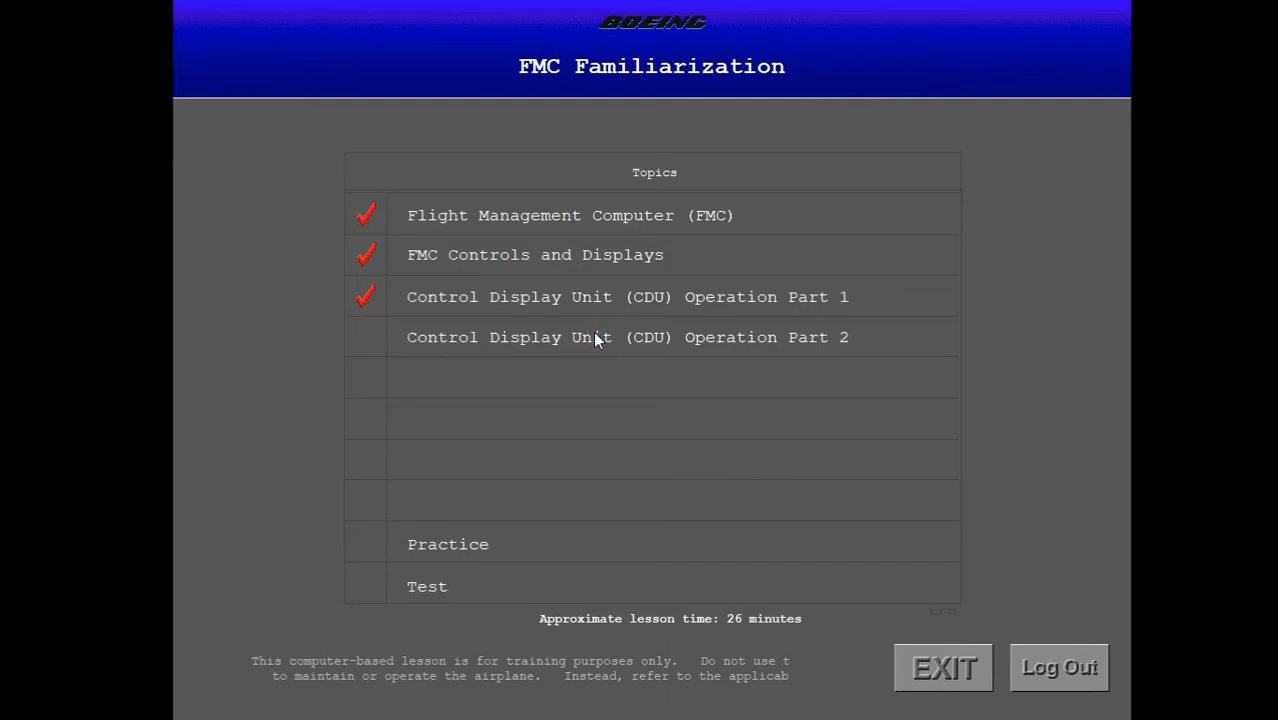 BOEING
FMC Familiarization
Topics
Flight Management Computer (FMC)
FMC Controls and Displays
Control Display Unit (CDU) Operation Part 1
Control Display Unit (CDU) Operation Part 2
Practice
Test
Approximate lesson time: 26 minutes
This computer-based lesson is for training purposes only. Do not use t
to maintain or operate the airplane. Instead, refer to the applicab
EXIT
Log Out